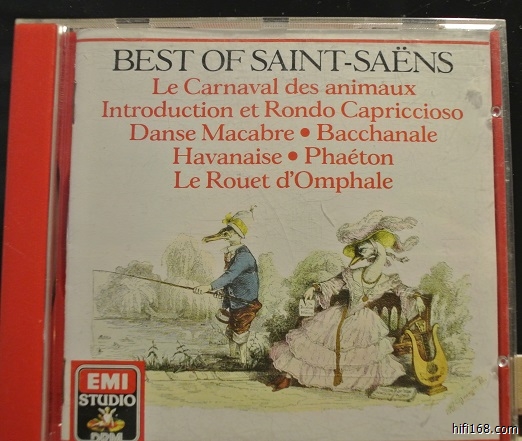 BEST OF SAINT-SAËNS
Le Carnaval des animaux
Introduction et Rondo Capriccioso
Danse Macabre • Bacchanale
Havanaise • Phaéton
Le Rouet d'Omphale
EMI
STUDIO
DRM
hifi168.com